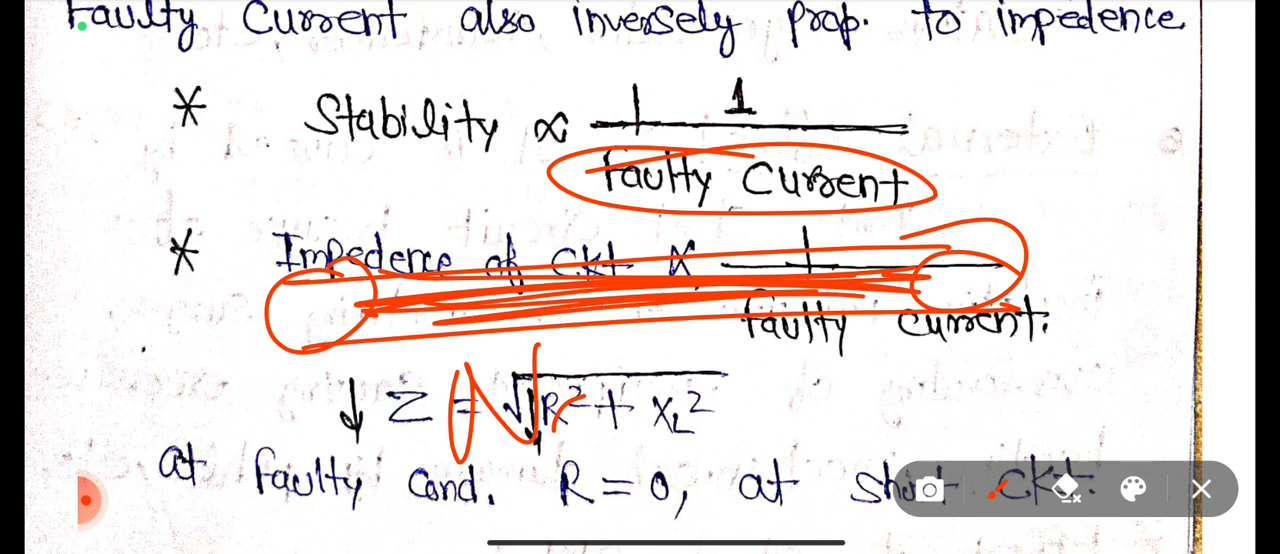 Faulty Current also inversely prop. to impedence
* Stability ∝ 1
faulty Current
* Impedence of Ckt ∝ 1
faulty current.
↓ Z = √R² + X_L²
at faulty cond. R = 0, at short ckt.